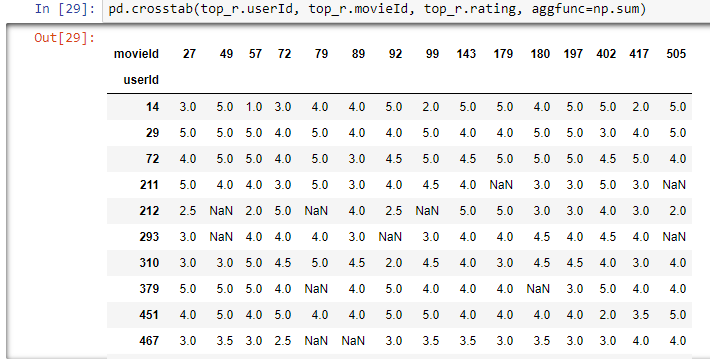 In [29]: pd.crosstab(top_r.userId, top_r.movieId, top_r.rating, aggfunc=np.sum)
Out[29]:
movieId 27 49 57 72 79 89 92 99 143 179 180 197 402 417 505
userId
14 3.0 5.0 1.0 3.0 4.0 4.0 5.0 2.0 5.0 5.0 4.0 5.0 5.0 2.0 5.0
29 5.0 5.0 5.0 4.0 5.0 4.0 4.0 5.0 4.0 4.0 5.0 5.0 3.0 4.0 5.0
72 4.0 5.0 5.0 4.0 5.0 3.0 4.5 5.0 4.5 5.0 5.0 5.0 4.5 5.0 4.0
211 5.0 4.0 4.0 3.0 5.0 3.0 4.0 4.5 4.0 NaN 3.0 3.0 5.0 3.0 NaN
212 2.5 NaN 2.0 5.0 NaN 4.0 2.5 NaN 5.0 5.0 3.0 3.0 4.0 3.0 2.0
293 3.0 NaN 4.0 4.0 4.0 3.0 NaN 3.0 4.0 4.0 4.5 4.0 4.5 4.0 NaN
310 3.0 3.0 5.0 4.5 5.0 4.5 2.0 4.5 4.0 3.0 4.5 4.5 4.0 3.0 4.0
379 5.0 5.0 5.0 4.0 NaN 4.0 5.0 4.0 4.0 4.0 NaN 3.0 5.0 4.0 4.0
451 4.0 5.0 4.0 5.0 4.0 4.0 5.0 5.0 4.0 4.0 4.0 4.0 2.0 3.5 5.0
467 3.0 3.5 3.0 2.5 NaN NaN 3.0 3.5 3.5 3.0 3.5 3.0 3.0 4.0 4.0